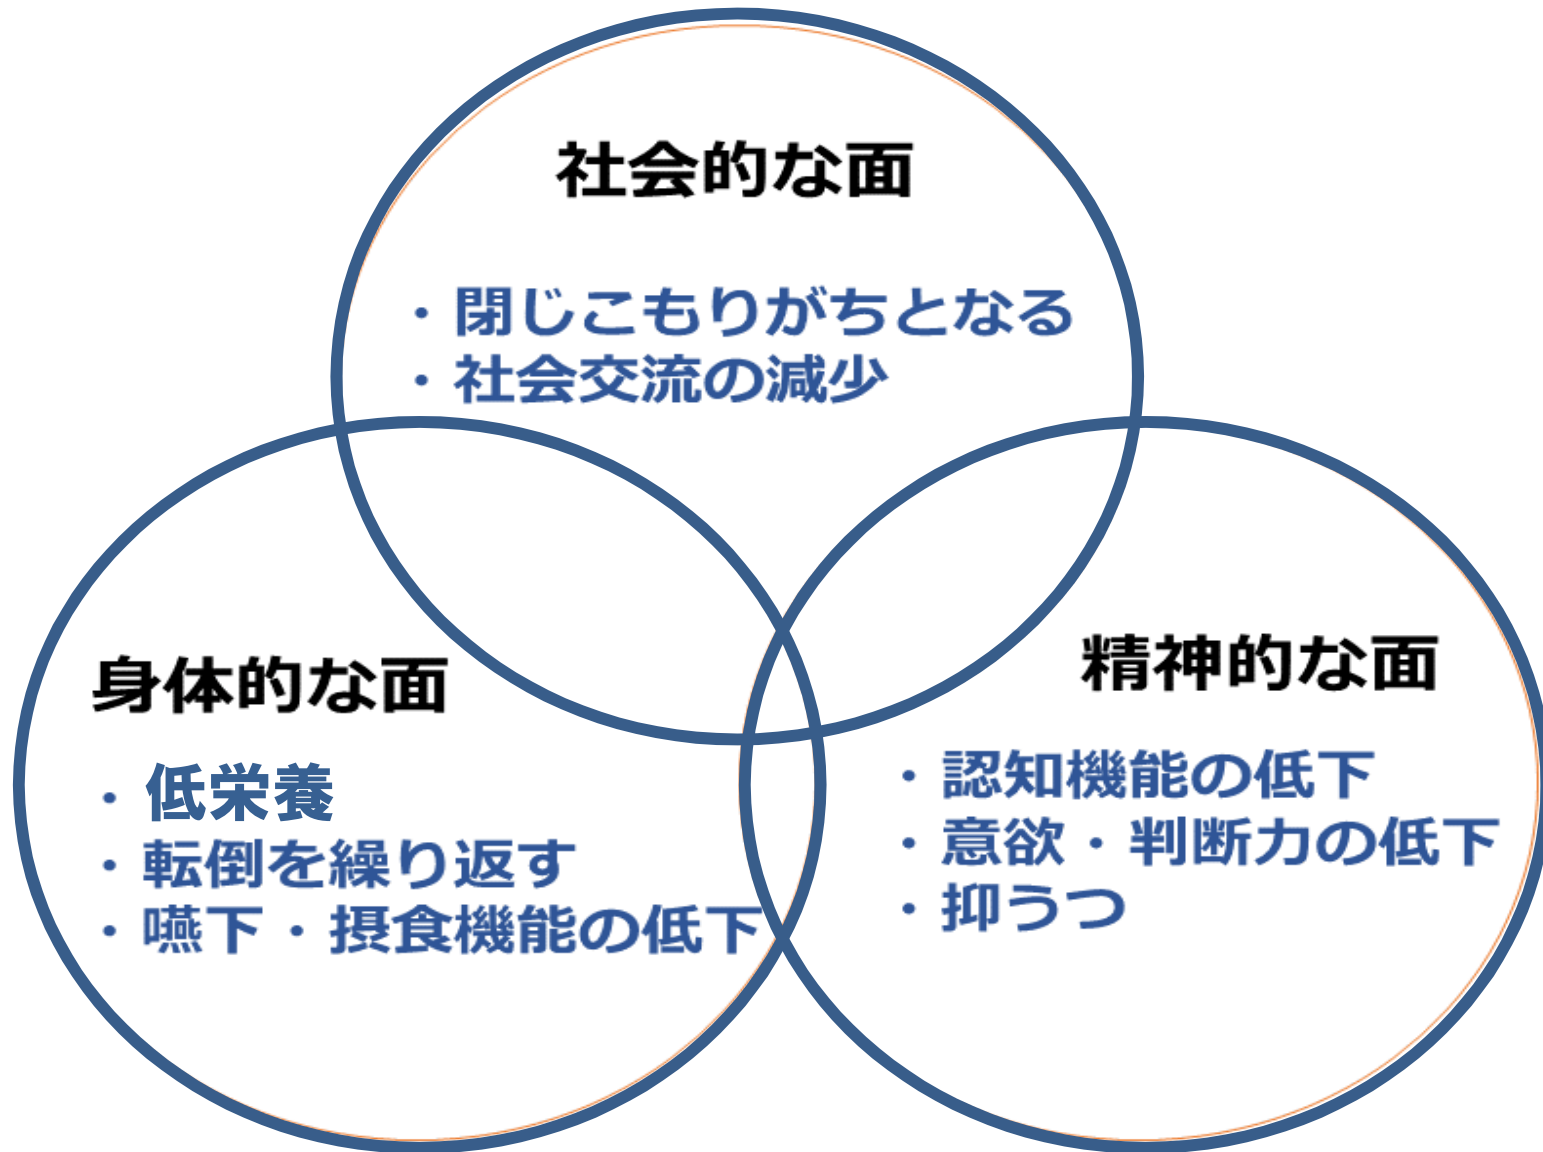 社会的な面
・閉じこもりがちとなる
・社会交流の減少
身体的な面
・低栄養
・転倒を繰り返す
・嚥下・摂食機能の低下
精神的な面
・認知機能の低下
・意欲・判断力の低下
・抑うつ